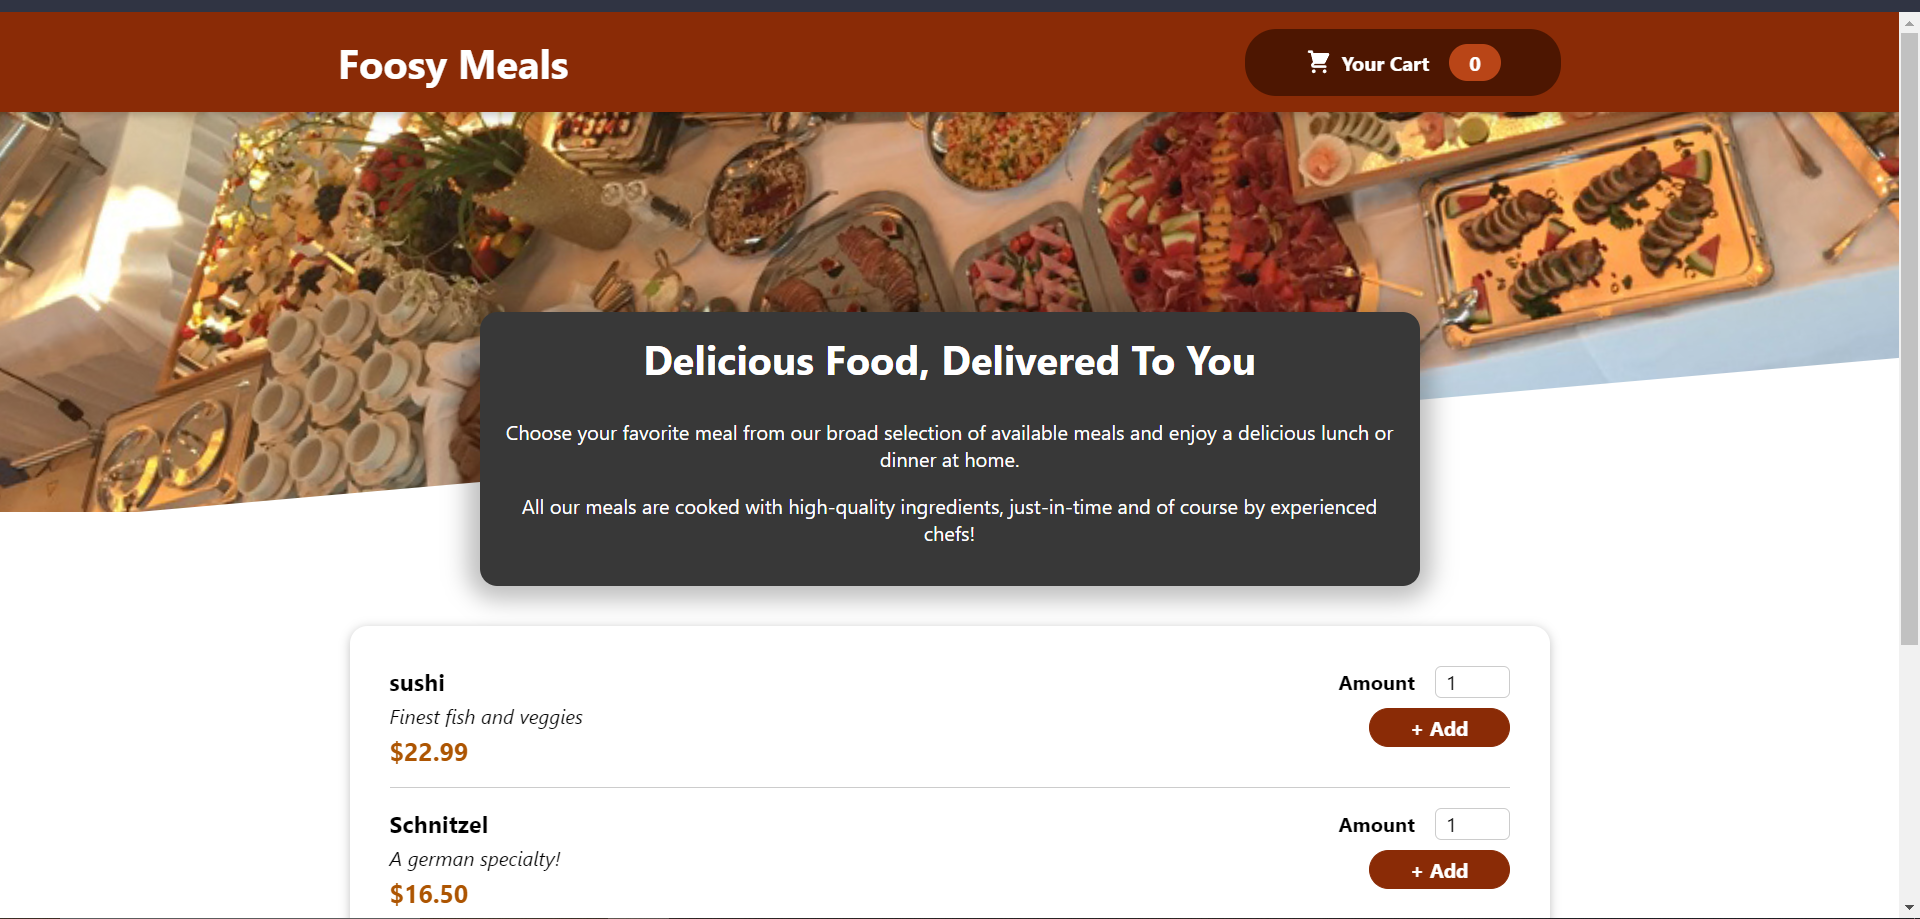 Foosy Meals
Your Cart 0
Delicious Food, Delivered To You
Choose your favorite meal from our broad selection of available meals and enjoy a delicious lunch or
dinner at home.
All our meals are cooked with high-quality ingredients, just-in-time and of course by experienced
chefs!
sushi
Finest fish and veggies
$22.99
Amount 1
+ Add
Schnitzel
A german specialty!
$16.50
Amount 1
+ Add